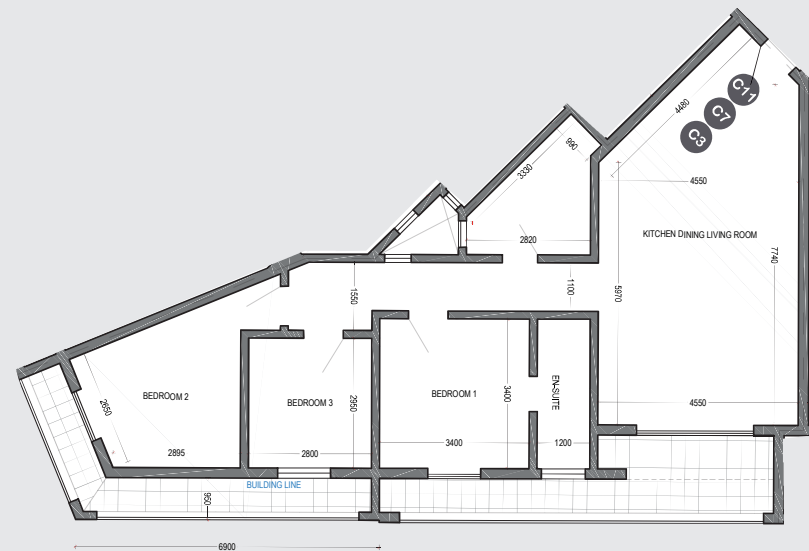 C11
C7
C3
4480
990
3330
4550
2820
KITCHEN DINING LIVING ROOM
7740
1550
1100
5970
BEDROOM 2
BEDROOM 3
BEDROOM 1
EN-SUITE
2650
2950
3400
4550
2895
2800
3400
1200
BUILDING LINE
950
6900